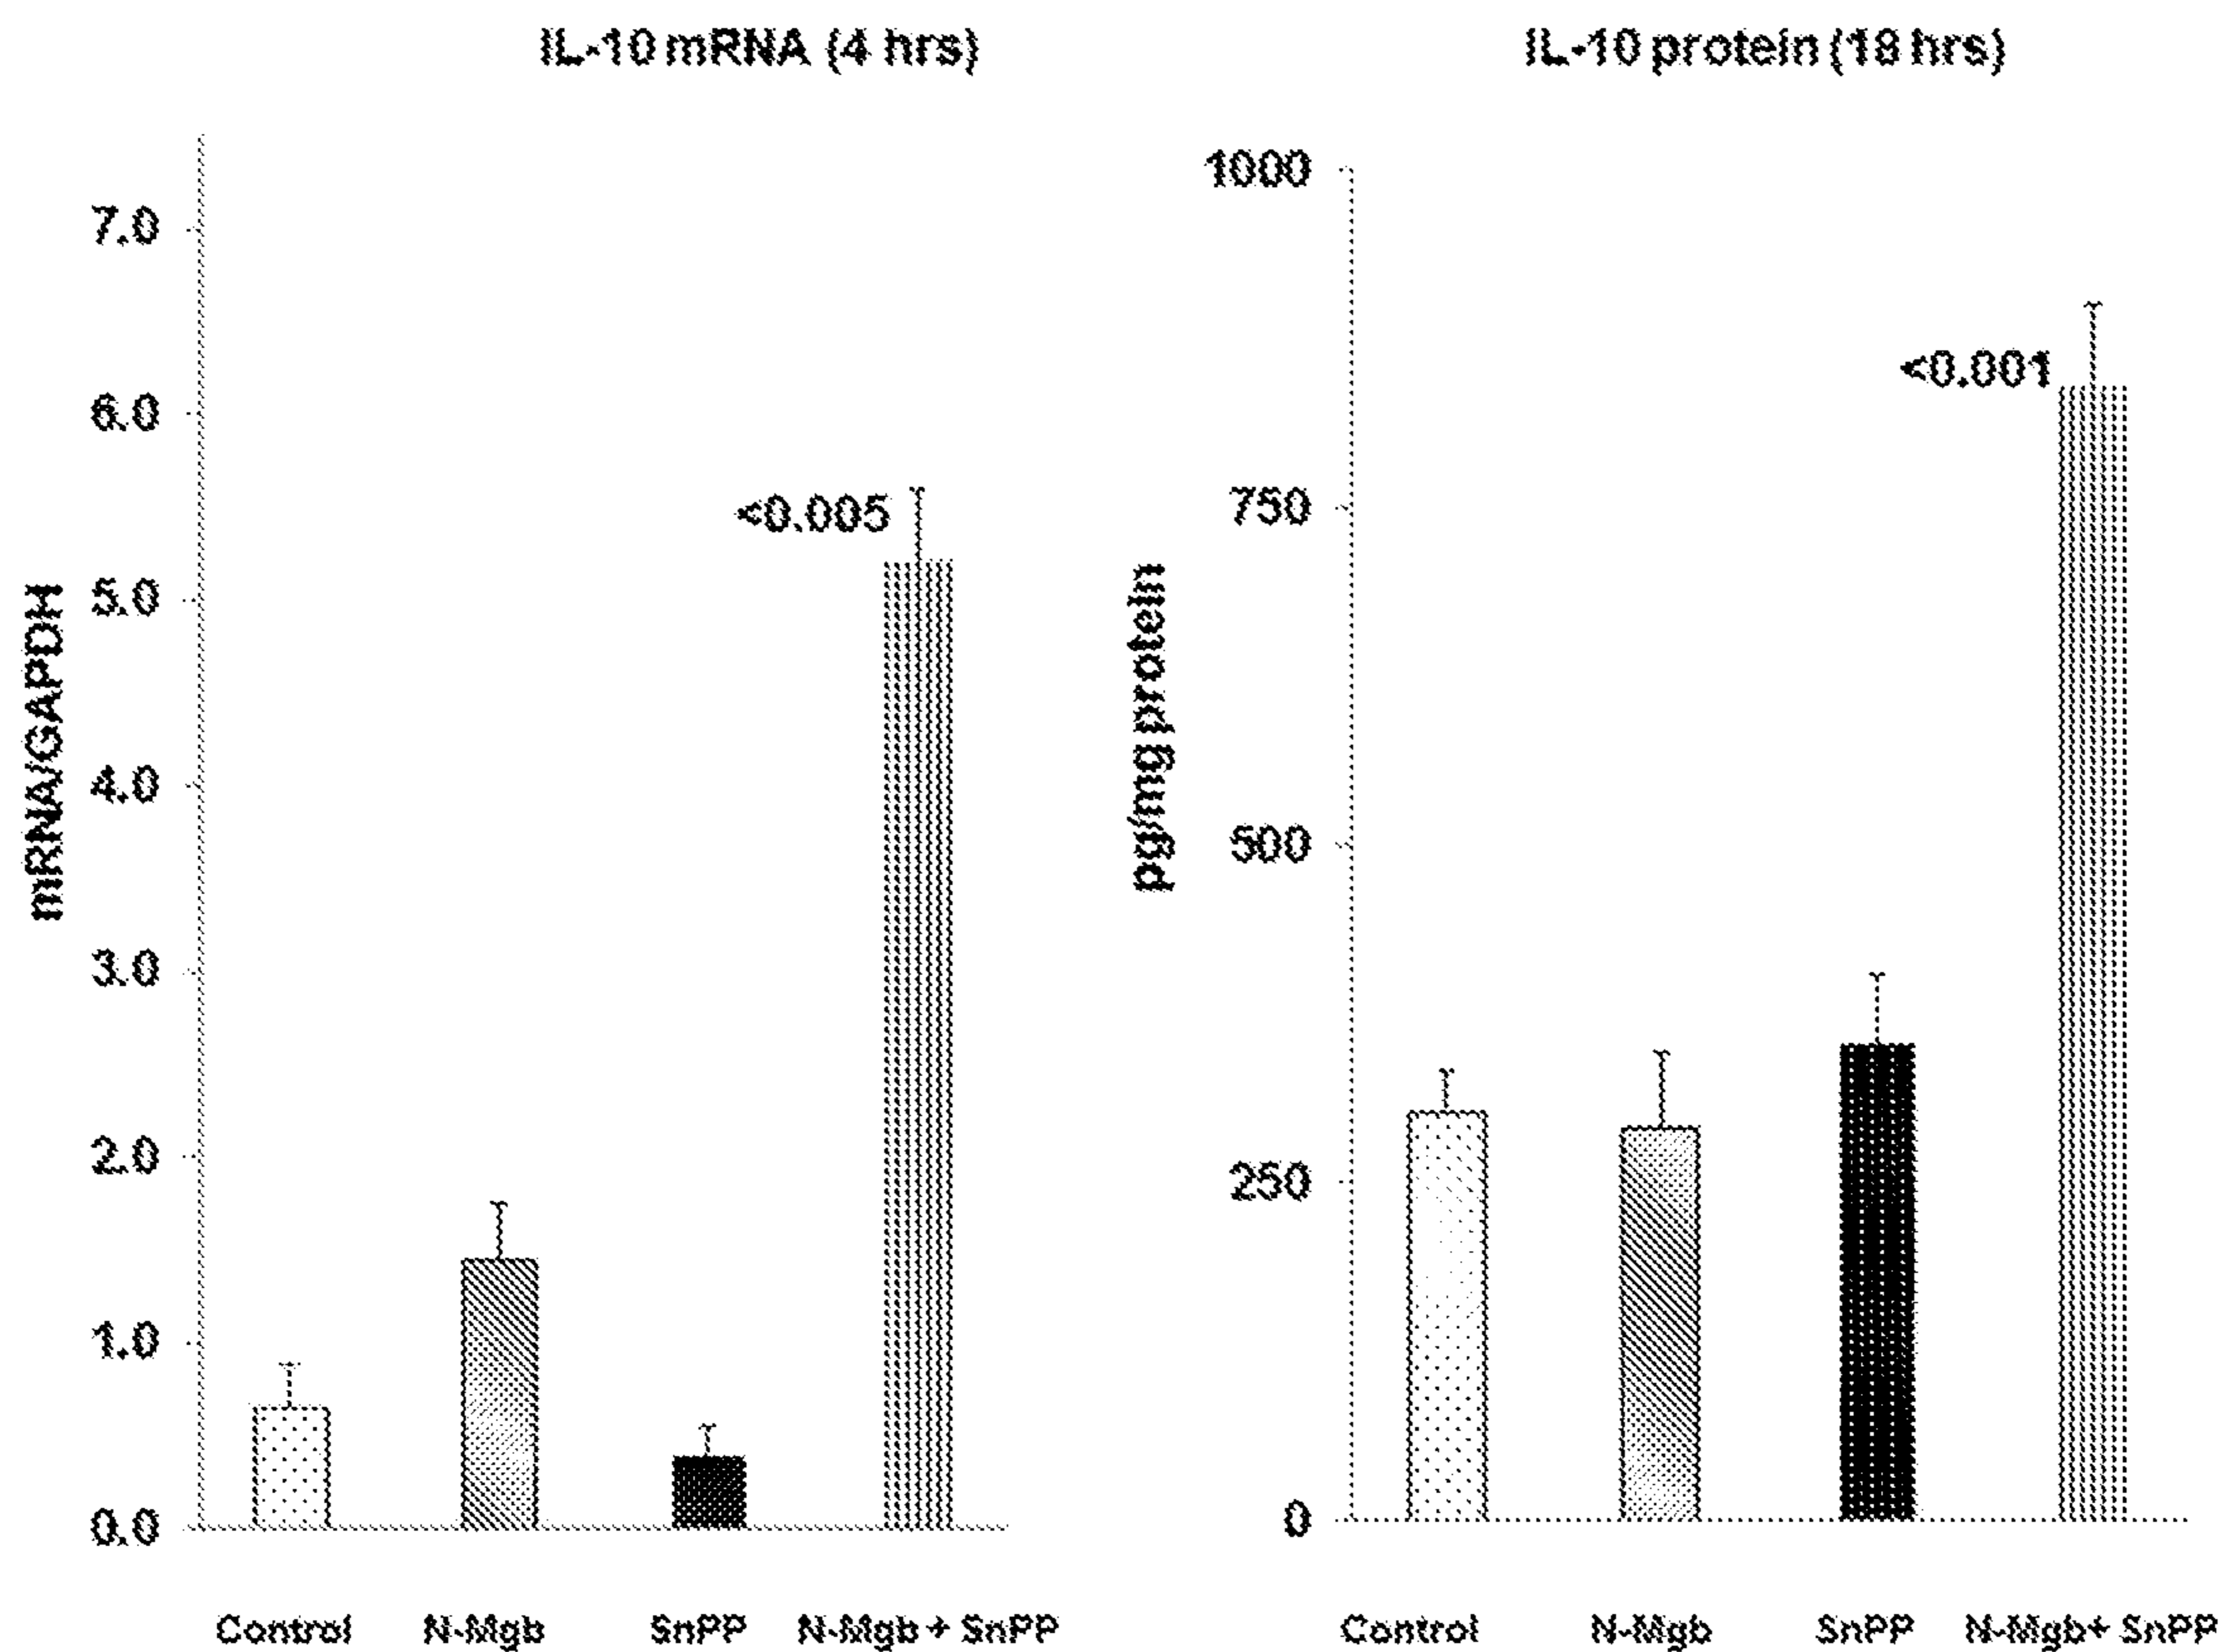 IL-10 mRNA (4 hrs)
7.0
6.0
5.0
4.0
3.0
2.0
1.0
0.0
mRNA/GAPDH
<0.005
Control N-Mgb SnPP N-Mgb + SnPP
IL-10 protein (18 hrs)
1000
750
500
250
0
pg/mg protein
<0.001
Control N-Mgb SnPP N-Mgb+ SnPP